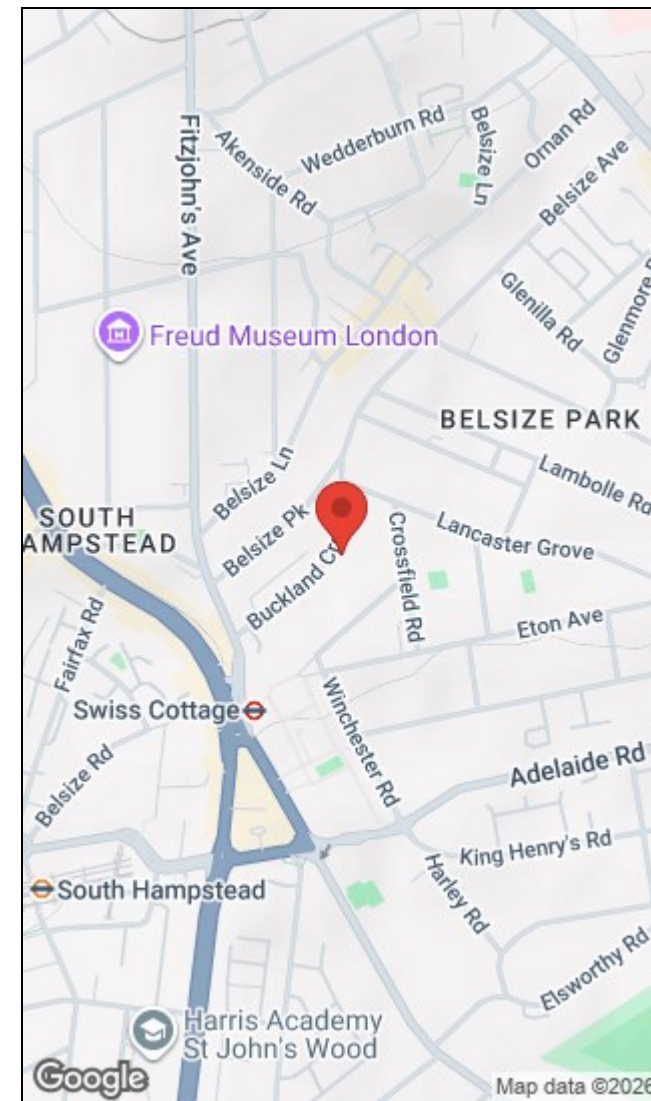 Wedderburn Rd
Belsize Ln
Ornan Rd
Fitzjohn's Ave
Akenside Rd
Belsize Ave
Glenilla Rd
Freud Museum London
BELSIZE PARK
Belsize Ln
Lambolle Rd
SOUTH
AMPSTEAD
Belsize Pk
Crossfield Rd
Lancaster Grove
Buckland
Fairfax Rd
Eton Ave
Swiss Cottage
Winchester Rd
Belsize Rd
Adelaide Rd
King Henry's Rd
South Hampstead
Harley Rd
Elsworthy Rd
Harris Academy
St John's Wood
Google
Map data ©2026